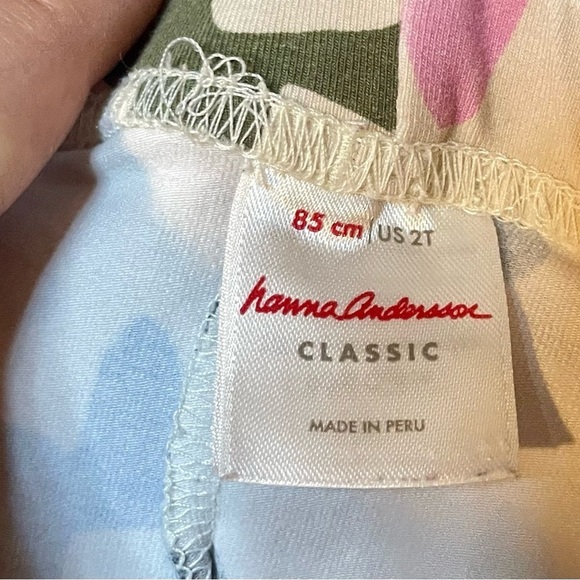 85 cm | US 2T
hanna Andersson
CLASSIC
MADE IN PERU